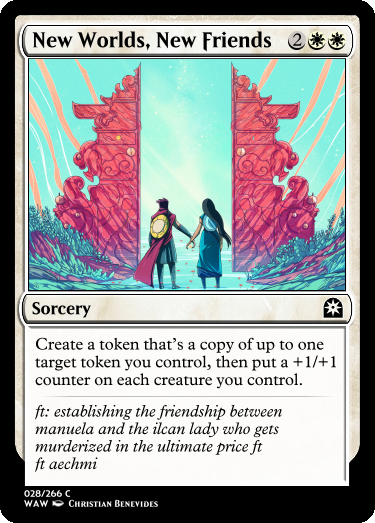 New Worlds, New Friends 2
Sorcery
Create a token that's a copy of up to one
target token you control, then put a +1/+1
counter on each creature you control.
ft: establishing the friendship between
manuela and the ilcan lady who gets
murderized in the ultimate price ft
ft aechmi
028/266 C
WAW Christian Benevides